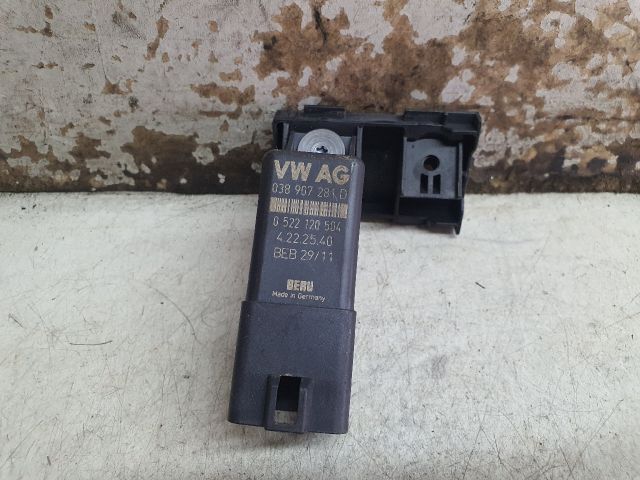 VW AG
038 907 281 D
0 522 120 504
4.22.25.40
BEB 29/11
BERU
Made in Germany